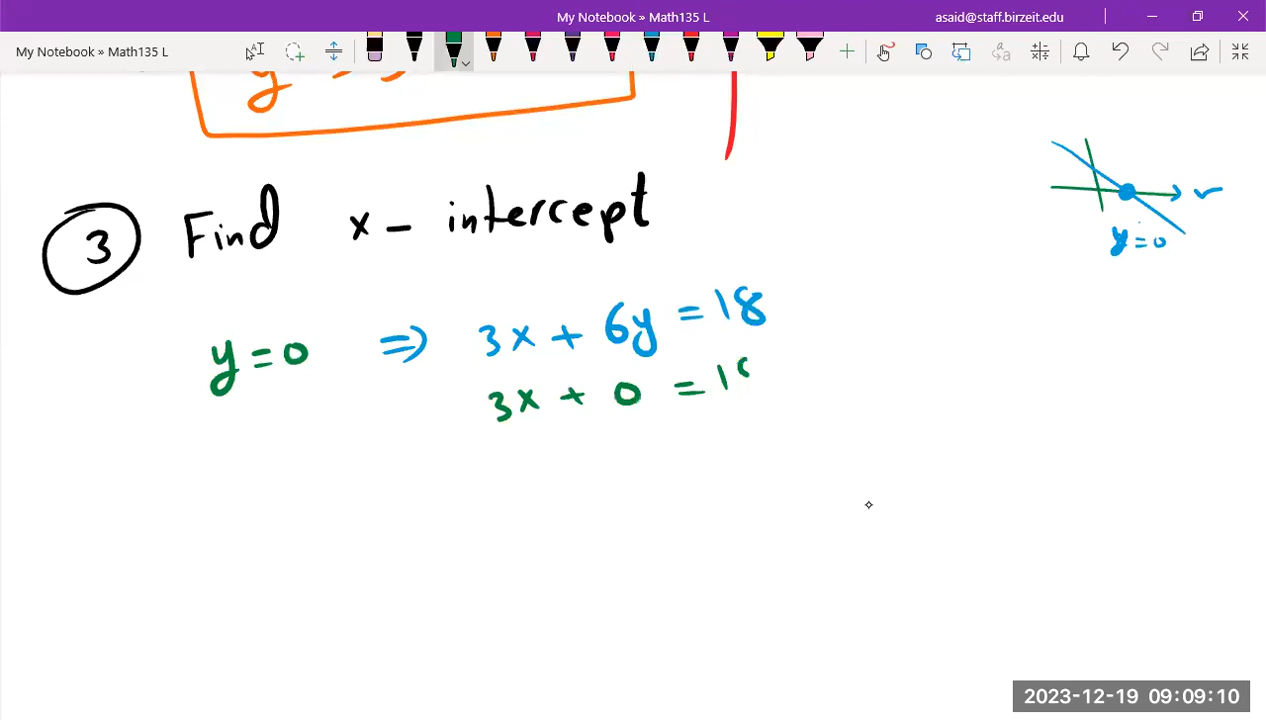 My Notebook » Math135 L
asaid@staff.birzeit.edu
My Notebook » Math135 L
③ Find x - intercept
y = 0
y = 0 ⇒ 3x + 6y = 18
3x + 0 =
2023-12-19 09:09:10